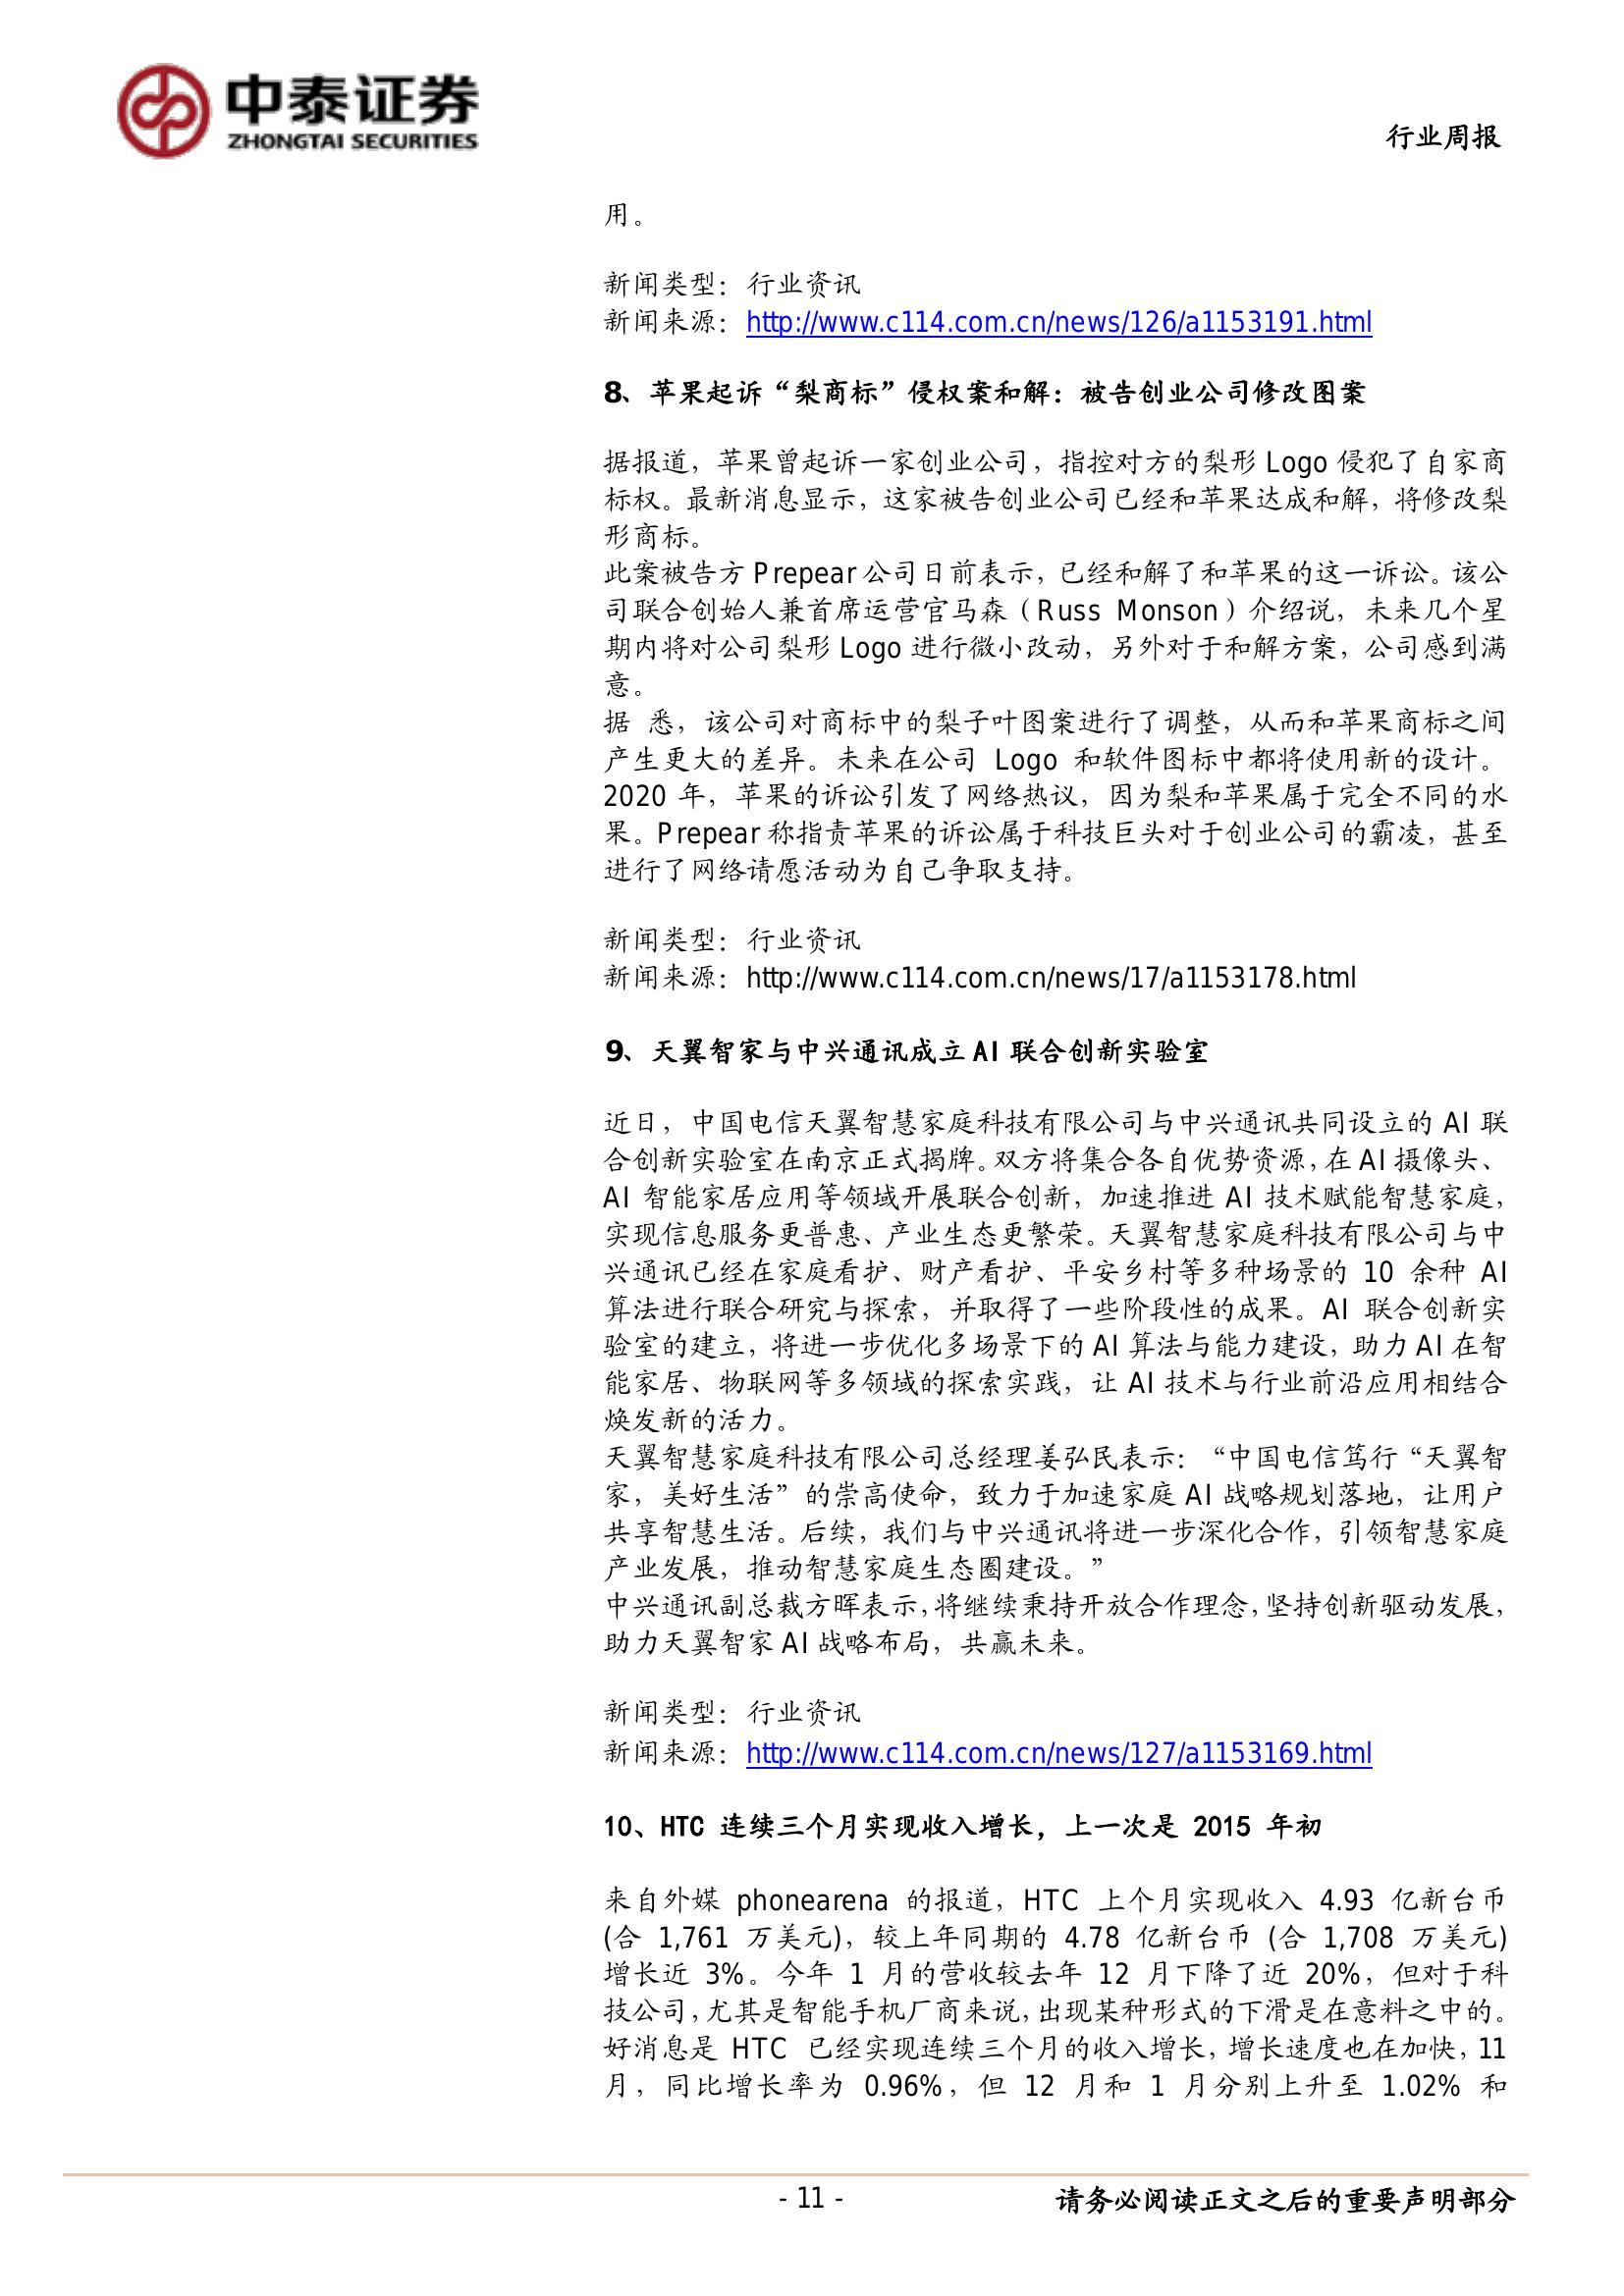 中泰证券
ZHONGTAI SECURITIES
行业周报
用。
新闻类型：行业资讯
新闻来源：http://www.c114.com.cn/news/126/a1153191.html
8、苹果起诉“梨商标”侵权案和解：被告创业公司修改图案
据报道，苹果曾起诉一家创业公司，指控对方的梨形 Logo 侵犯了自家商
标权。最新消息显示，这家被告创业公司已经和苹果达成和解，将修改梨
形商标。
此案被告方 Prepear 公司日前表示，已经和解了和苹果的这一诉讼。该公
司联合创始人兼首席运营官马森（Russ Monson）介绍说，未来几个星
期内将对公司梨形 Logo 进行微小改动，另外对于和解方案，公司感到满
意。
据 悉，该公司对商标中的梨子叶图案进行了调整，从而和苹果商标之间
产生更大的差异。未来在公司 Logo 和软件图标中都将使用新的设计。
2020 年，苹果的诉讼引发了网络热议，因为梨和苹果属于完全不同的水
果。Prepear 称指责苹果的诉讼属于科技巨头对于创业公司的霸凌，甚至
进行了网络请愿活动为自己争取支持。
新闻类型：行业资讯
新闻来源：http://www.c114.com.cn/news/17/a1153178.html
9、天翼智家与中兴通讯成立 AI 联合创新实验室
近日，中国电信天翼智慧家庭科技有限公司与中兴通讯共同设立的 AI 联
合创新实验室在南京正式揭牌。双方将集合各自优势资源，在 AI 摄像头、
AI 智能家居应用等领域开展联合创新，加速推进 AI 技术赋能智慧家庭，
实现信息服务更普惠、产业生态更繁荣。天翼智慧家庭科技有限公司与中
兴通讯已经在家庭看护、财产看护、平安乡村等多种场景的 10 余种 AI
算法进行联合研究与探索，并取得了一些阶段性的成果。AI 联合创新实
验室的建立，将进一步优化多场景下的 AI 算法与能力建设，助力 AI 在智
能家居、物联网等多领域的探索实践，让 AI 技术与行业前沿应用相结合
焕发新的活力。
天翼智慧家庭科技有限公司总经理姜弘民表示：“中国电信笃行“天翼智
家，美好生活”的崇高使命，致力于加速家庭 AI 战略规划落地，让用户
共享智慧生活。后续，我们与中兴通讯将进一步深化合作，引领智慧家庭
产业发展，推动智慧家庭生态圈建设。”
中兴通讯副总裁方晖表示，将继续秉持开放合作理念，坚持创新驱动发展，
助力天翼智家 AI 战略布局，共赢未来。
新闻类型：行业资讯
新闻来源：http://www.c114.com.cn/news/127/a1153169.html
10、HTC 连续三个月实现收入增长，上一次是 2015 年初
来自外媒 phonearena 的报道，HTC 上个月实现收入 4.93 亿新台币
(合 1,761 万美元)，较上年同期的 4.78 亿新台币 (合 1,708 万美元)
增长近 3%。今年 1 月的营收较去年 12 月下降了近 20%，但对于科
技公司，尤其是智能手机厂商来说，出现某种形式的下滑是在意料之中的。
好消息是 HTC 已经实现连续三个月的收入增长，增长速度也在加快，11
月，同比增长率为 0.96%，但 12 月和 1 月分别上升至 1.02% 和
- 11 -
请务必阅读正文之后的重要声明部分